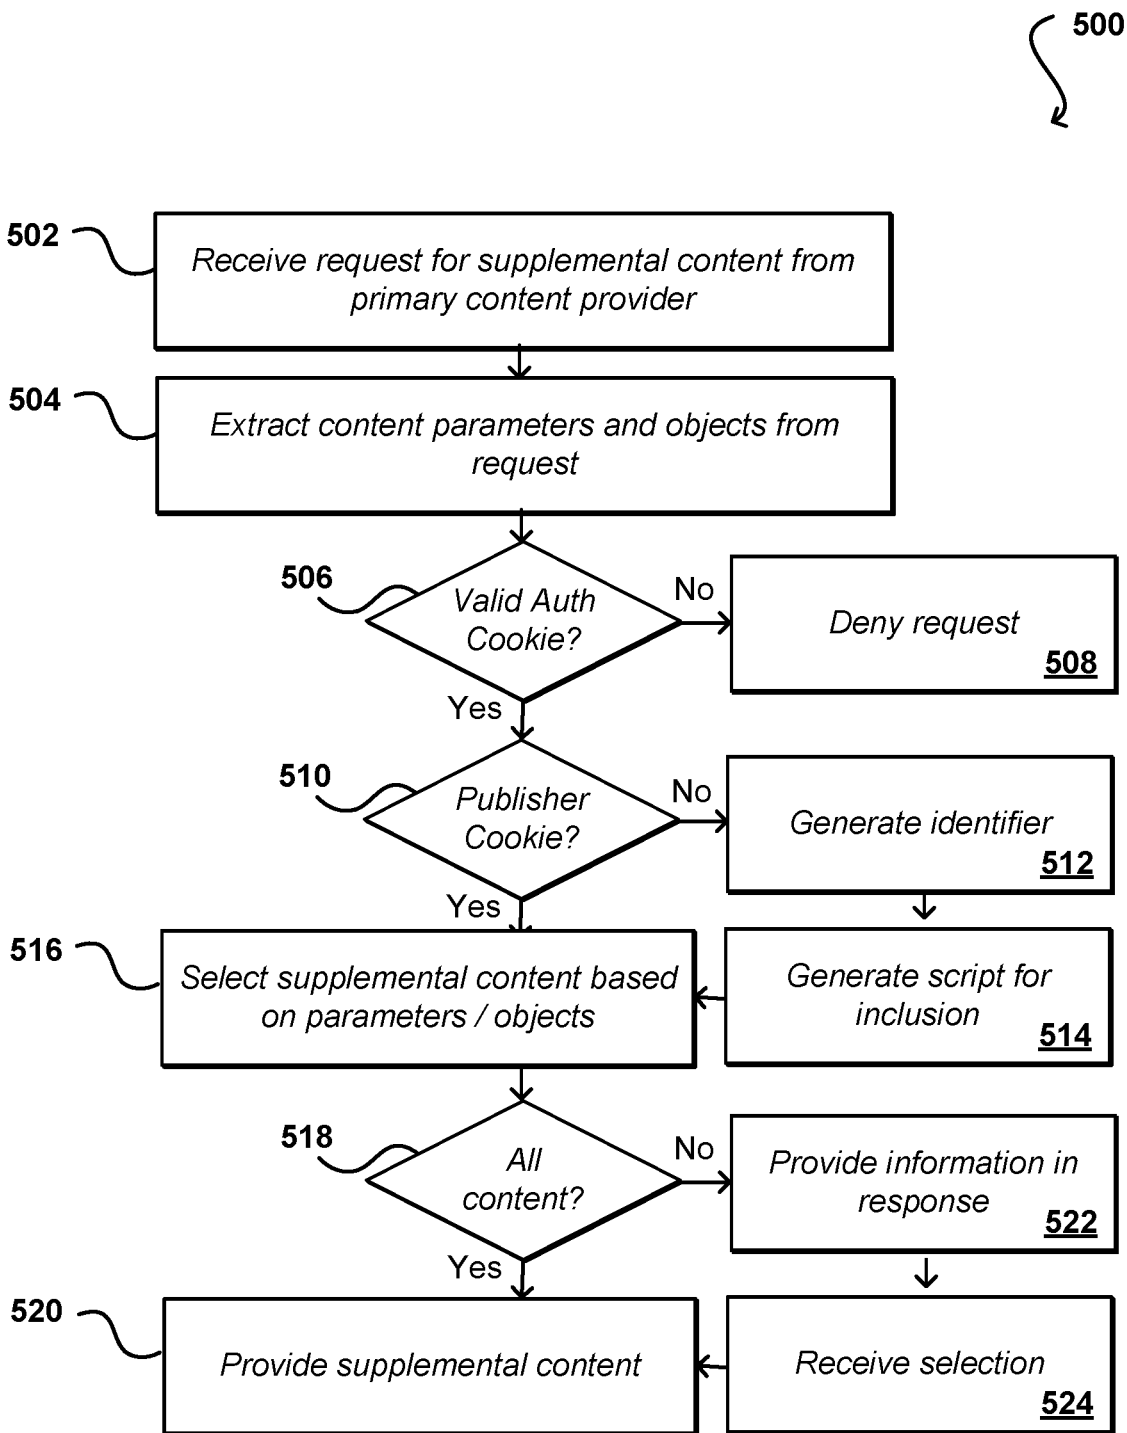 500
502
Receive request for supplemental content from
primary content provider
504
Extract content parameters and objects from
request
506
Valid Auth
Cookie?
No
Deny request
508
Yes
510
Publisher
Cookie?
No
Generate identifier
512
Yes
516
Select supplemental content based
on parameters / objects
Generate script for
inclusion
514
518
All
content?
No
Provide information in
response
522
Yes
520
Provide supplemental content
Receive selection
524